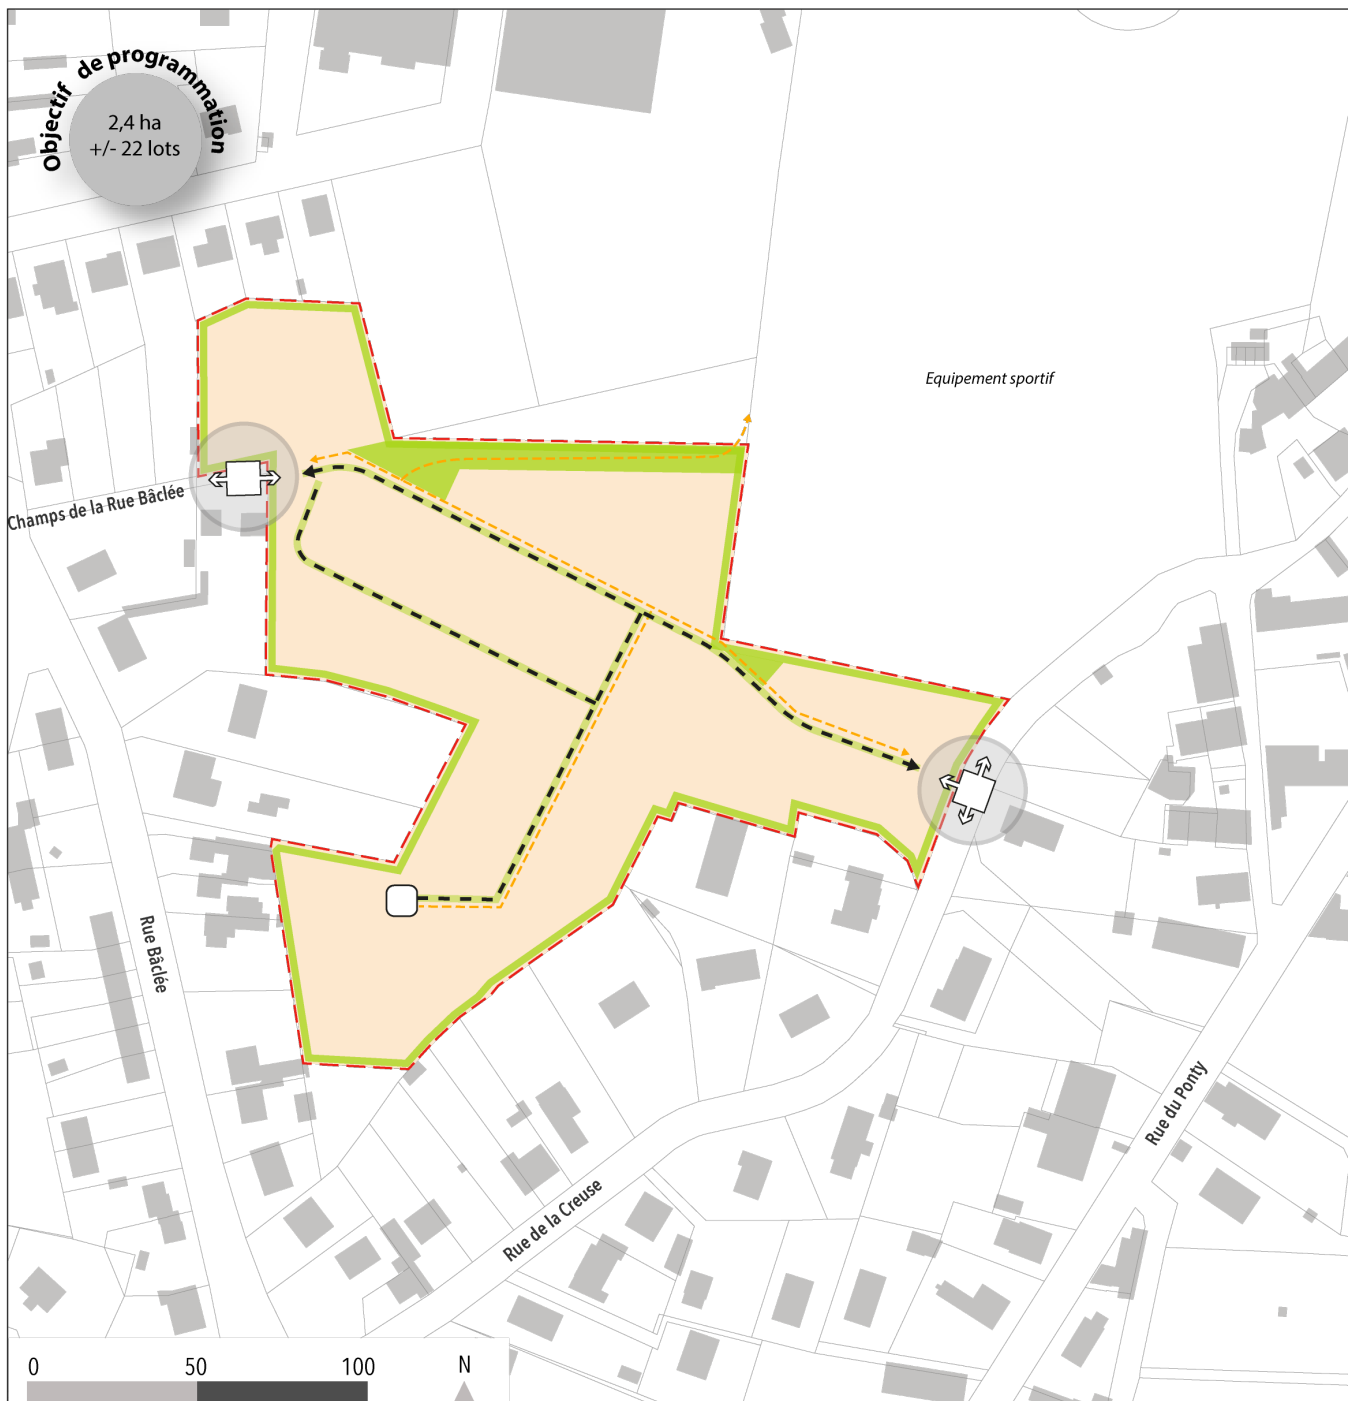 Objectif de programmation
2,4 ha
+/- 22 lots
Equipement sportif
Champs de la Rue Bâclée
Rue Bâclée
Rue du Ponty
Rue de la Creuse
0 50 100 N